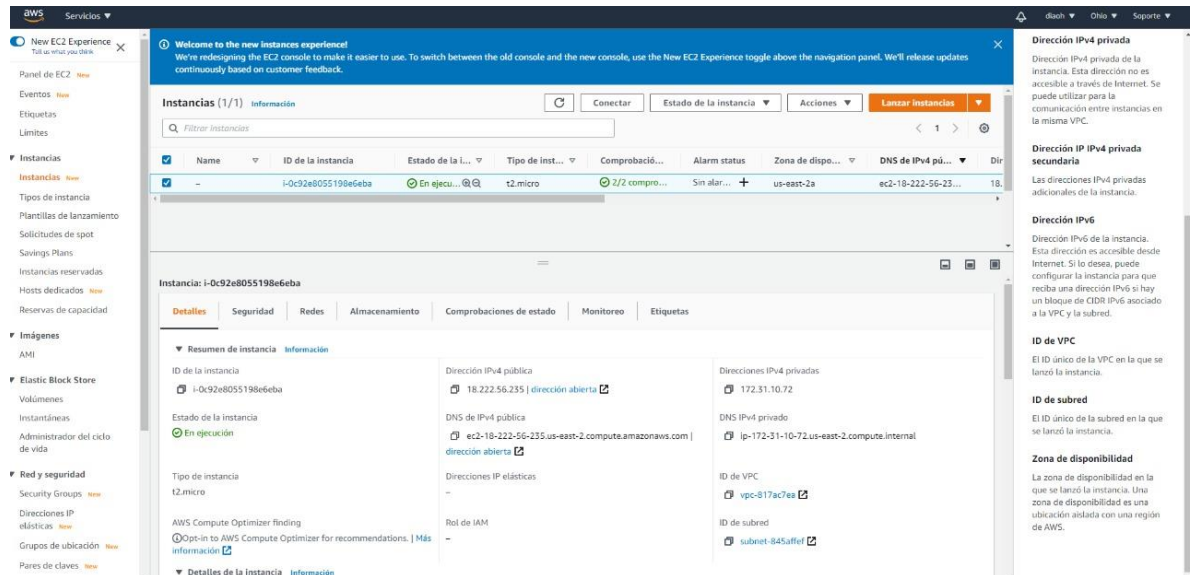 aws
Servicios ▼
diaoh ▼
Ohio ▼
Soporte ▼
New EC2 Experience
Tell us what you think
Panel de EC2 New
Eventos New
Etiquetas
Límites
Instancias
Instancias New
Tipos de instancia
Plantillas de lanzamiento
Solicitudes de spot
Savings Plans
Instancias reservadas
Hosts dedicados New
Reservas de capacidad
Imágenes
AMI
Elastic Block Store
Volúmenes
Instantáneas
Administrador del ciclo
de vida
Red y seguridad
Security Groups New
Direcciones IP
elásticas New
Grupos de ubicación New
Pares de claves New
Welcome to the new instances experience!
We're redesigning the EC2 console to make it easier to use. To switch between the old console and the new console, use the New EC2 Experience toggle above the navigation panel. We'll release updates
continuously based on customer feedback.
Instancias (1/1) Información
Conectar
Estado de la instancia ▼
Acciones ▼
Lanzar instancias
Filtrar instancias
< 1 >
Name
ID de la instancia
Estado de la i...
Tipo de inst...
Comprobació...
Alarm status
Zona de dispo...
DNS de IPv4 pú...
Dir
–
i-0c92e8055198e6eba
En ejecu...
t2.micro
2/2 compro...
Sin alar... +
us-east-2a
ec2-18-222-56-23...
18.
Instancia: i-0c92e8055198e6eba
Detalles
Seguridad
Redes
Almacenamiento
Comprobaciones de estado
Monitoreo
Etiquetas
▼ Resumen de instancia Información
ID de la instancia
i-0c92e8055198e6eba
Dirección IPv4 pública
18.222.56.235 | dirección abierta
Direcciones IPv4 privadas
172.31.10.72
Estado de la instancia
En ejecución
DNS de IPv4 pública
ec2-18-222-56-235.us-east-2.compute.amazonaws.com |
dirección abierta
DNS IPv4 privado
ip-172-31-10-72.us-east-2.compute.internal
Tipo de instancia
t2.micro
Direcciones IP elásticas
–
ID de VPC
vpc-817ac7ea
AWS Compute Optimizer finding
Opt-in to AWS Compute Optimizer for recommendations. | Más
información
Rol de IAM
–
ID de subred
subnet-845affef
▼ Detalles de la instancia Información
Dirección IPv4 privada
Dirección IPv4 privada de la
instancia. Esta dirección no es
accesible a través de Internet. Se
puede utilizar para la
comunicación entre instancias en
la misma VPC.
Dirección IP IPv4 privada
secundaria
Las direcciones IPv4 privadas
adicionales de la instancia.
Dirección IPv6
Dirección IPv6 de la instancia.
Esta dirección es accesible desde
Internet. Si lo desea, puede
configurar la instancia para que
reciba una dirección IPv6 si hay
un bloque de CIDR IPv6 asociado
a la VPC y la subred.
ID de VPC
El ID único de la VPC en la que se
lanzó la instancia.
ID de subred
El ID único de la subred en la que
se lanzó la instancia.
Zona de disponibilidad
La zona de disponibilidad en la
que se lanzó la instancia. Una
zona de disponibilidad es una
ubicación aislada con una región
de AWS.